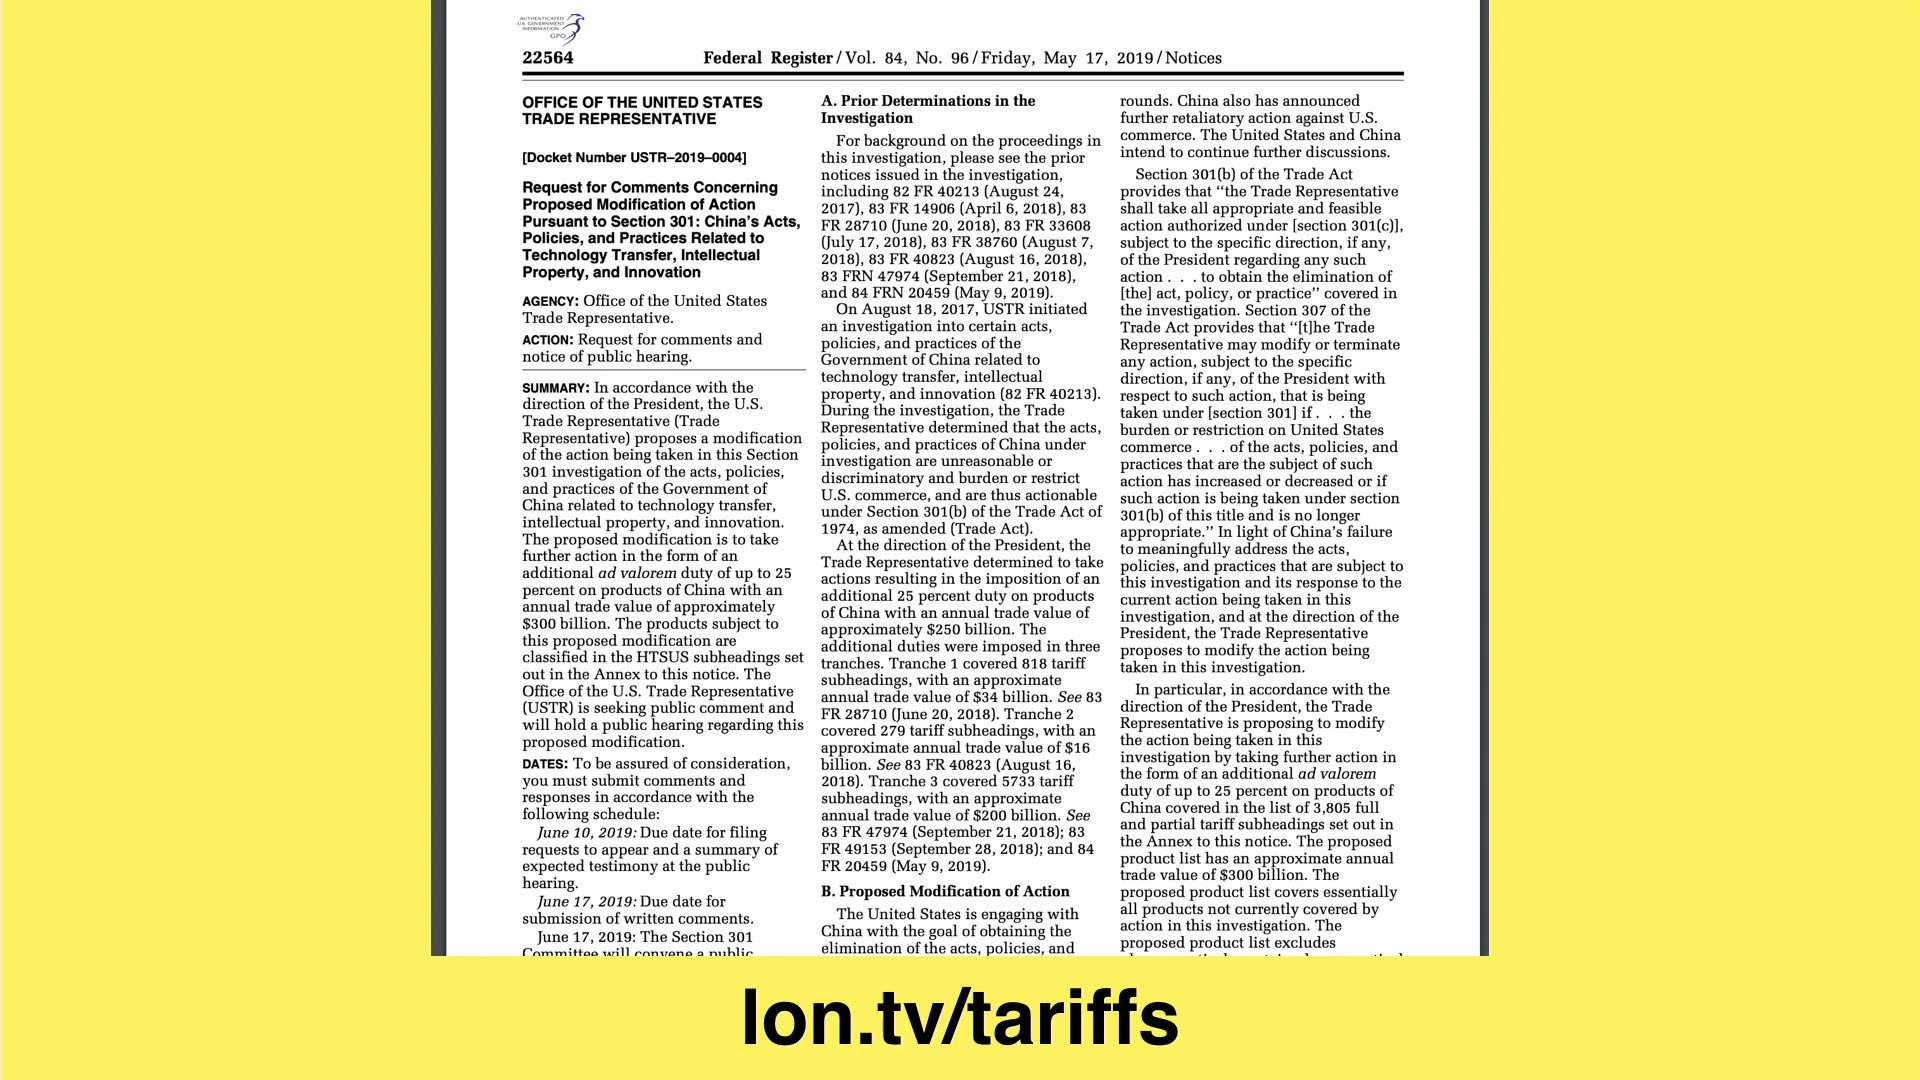 AUTHENTICATED
U.S. GOVERNMENT
INFORMATION
GPO
22564
Federal Register / Vol. 84, No. 96 / Friday, May 17, 2019 / Notices
OFFICE OF THE UNITED STATES
TRADE REPRESENTATIVE
[Docket Number USTR–2019–0004]
Request for Comments Concerning
Proposed Modification of Action
Pursuant to Section 301: China's Acts,
Policies, and Practices Related to
Technology Transfer, Intellectual
Property, and Innovation
AGENCY: Office of the United States
Trade Representative.
ACTION: Request for comments and
notice of public hearing.
SUMMARY: In accordance with the
direction of the President, the U.S.
Trade Representative (Trade
Representative) proposes a modification
of the action being taken in this Section
301 investigation of the acts, policies,
and practices of the Government of
China related to technology transfer,
intellectual property, and innovation.
The proposed modification is to take
further action in the form of an
additional ad valorem duty of up to 25
percent on products of China with an
annual trade value of approximately
$300 billion. The products subject to
this proposed modification are
classified in the HTSUS subheadings set
out in the Annex to this notice. The
Office of the U.S. Trade Representative
(USTR) is seeking public comment and
will hold a public hearing regarding this
proposed modification.
DATES: To be assured of consideration,
you must submit comments and
responses in accordance with the
following schedule:
June 10, 2019: Due date for filing
requests to appear and a summary of
expected testimony at the public
hearing.
June 17, 2019: Due date for
submission of written comments.
June 17, 2019: The Section 301
Committee will convene a public
A. Prior Determinations in the
Investigation
For background on the proceedings in
this investigation, please see the prior
notices issued in the investigation,
including 82 FR 40213 (August 24,
2017), 83 FR 14906 (April 6, 2018), 83
FR 28710 (June 20, 2018), 83 FR 33608
(July 17, 2018), 83 FR 38760 (August 7,
2018), 83 FR 40823 (August 16, 2018),
83 FRN 47974 (September 21, 2018),
and 84 FRN 20459 (May 9, 2019).
On August 18, 2017, USTR initiated
an investigation into certain acts,
policies, and practices of the
Government of China related to
technology transfer, intellectual
property, and innovation (82 FR 40213).
During the investigation, the Trade
Representative determined that the acts,
policies, and practices of China under
investigation are unreasonable or
discriminatory and burden or restrict
U.S. commerce, and are thus actionable
under Section 301(b) of the Trade Act of
1974, as amended (Trade Act).
At the direction of the President, the
Trade Representative determined to take
actions resulting in the imposition of an
additional 25 percent duty on products
of China with an annual trade value of
approximately $250 billion. The
additional duties were imposed in three
tranches. Tranche 1 covered 818 tariff
subheadings, with an approximate
annual trade value of $34 billion. See 83
FR 28710 (June 20, 2018). Tranche 2
covered 279 tariff subheadings, with an
approximate annual trade value of $16
billion. See 83 FR 40823 (August 16,
2018). Tranche 3 covered 5733 tariff
subheadings, with an approximate
annual trade value of $200 billion. See
83 FR 47974 (September 21, 2018); 83
FR 49153 (September 28, 2018); and 84
FR 20459 (May 9, 2019).
B. Proposed Modification of Action
The United States is engaging with
China with the goal of obtaining the
elimination of the acts, policies, and
rounds. China also has announced
further retaliatory action against U.S.
commerce. The United States and China
intend to continue further discussions.
Section 301(b) of the Trade Act
provides that ‘‘the Trade Representative
shall take all appropriate and feasible
action authorized under [section 301(c)],
subject to the specific direction, if any,
of the President regarding any such
action . . . to obtain the elimination of
[the] act, policy, or practice’’ covered in
the investigation. Section 307 of the
Trade Act provides that ‘‘[t]he Trade
Representative may modify or terminate
any action, subject to the specific
direction, if any, of the President with
respect to such action, that is being
taken under [section 301] if . . . the
burden or restriction on United States
commerce . . . of the acts, policies, and
practices that are the subject of such
action has increased or decreased or if
such action is being taken under section
301(b) of this title and is no longer
appropriate.’’ In light of China’s failure
to meaningfully address the acts,
policies, and practices that are subject to
this investigation and its response to the
current action being taken in this
investigation, and at the direction of the
President, the Trade Representative
proposes to modify the action being
taken in this investigation.
In particular, in accordance with the
direction of the President, the Trade
Representative is proposing to modify
the action being taken in this
investigation by taking further action in
the form of an additional ad valorem
duty of up to 25 percent on products of
China covered in the list of 3,805 full
and partial tariff subheadings set out in
the Annex to this notice. The proposed
product list has an approximate annual
trade value of $300 billion. The
proposed product list covers essentially
all products not currently covered by
action in this investigation. The
proposed product list excludes
lon.tv/tariffs